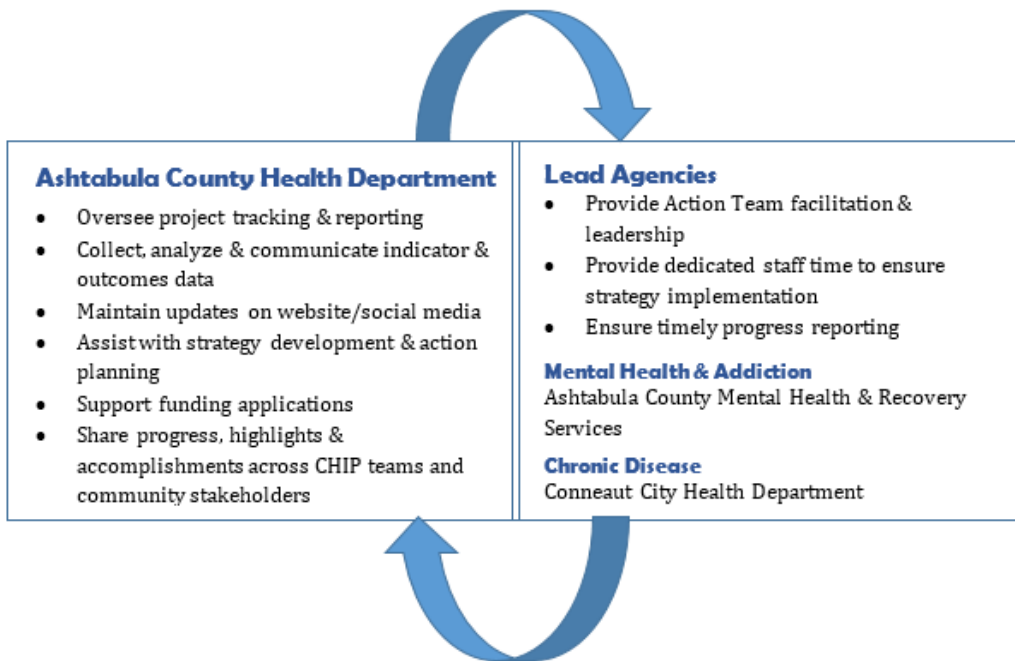 Ashtabula County Health Department
• Oversee project tracking & reporting
• Collect, analyze & communicate indicator &
outcomes data
• Maintain updates on website/social media
• Assist with strategy development & action
planning
• Support funding applications
• Share progress, highlights &
accomplishments across CHIP teams and
community stakeholders
Lead Agencies
• Provide Action Team facilitation &
leadership
• Provide dedicated staff time to ensure
strategy implementation
• Ensure timely progress reporting
Mental Health & Addiction
Ashtabula County Mental Health & Recovery
Services
Chronic Disease
Conneaut City Health Department